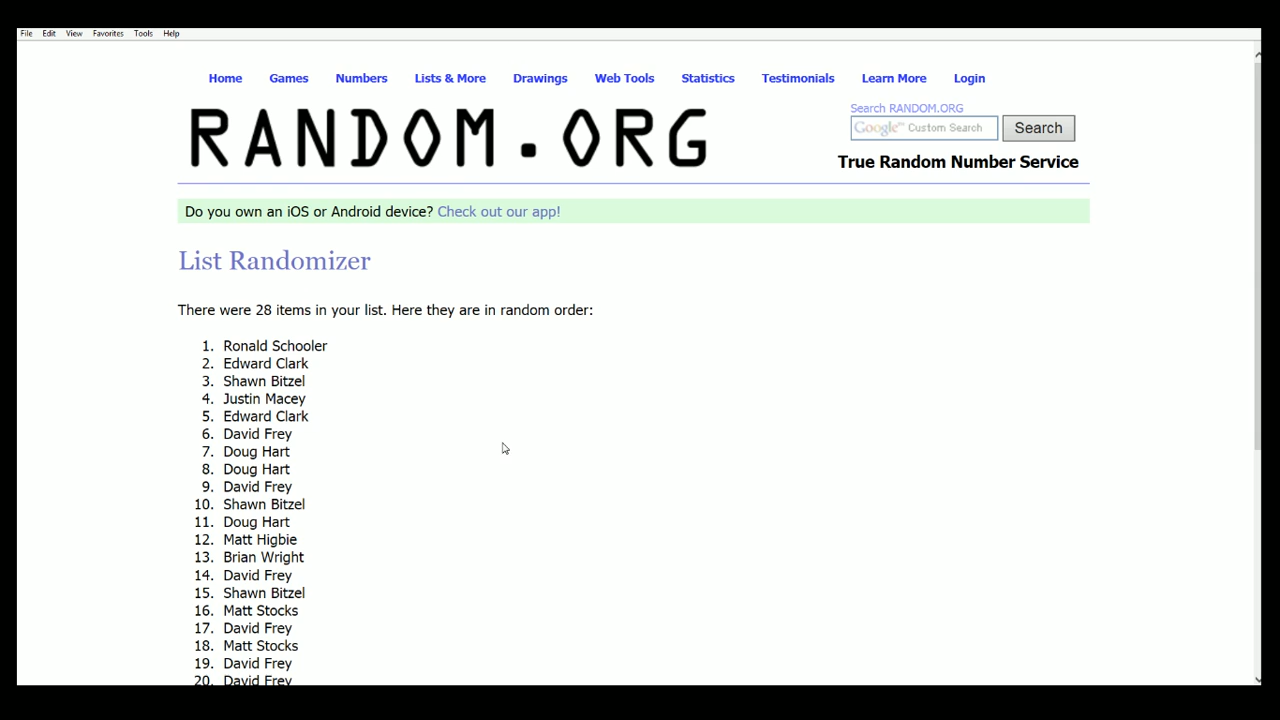 File Edit View Favorites Tools Help
Home Games Numbers Lists & More Drawings Web Tools Statistics Testimonials Learn More Login
RANDOM.ORG
Search RANDOM.ORG
Google™ Custom Search Search
True Random Number Service
Do you own an iOS or Android device? Check out our app!
List Randomizer
There were 28 items in your list. Here they are in random order:
1. Ronald Schooler
2. Edward Clark
3. Shawn Bitzel
4. Justin Macey
5. Edward Clark
6. David Frey
7. Doug Hart
8. Doug Hart
9. David Frey
10. Shawn Bitzel
11. Doug Hart
12. Matt Higbie
13. Brian Wright
14. David Frey
15. Shawn Bitzel
16. Matt Stocks
17. David Frey
18. Matt Stocks
19. David Frey
20. David Frey